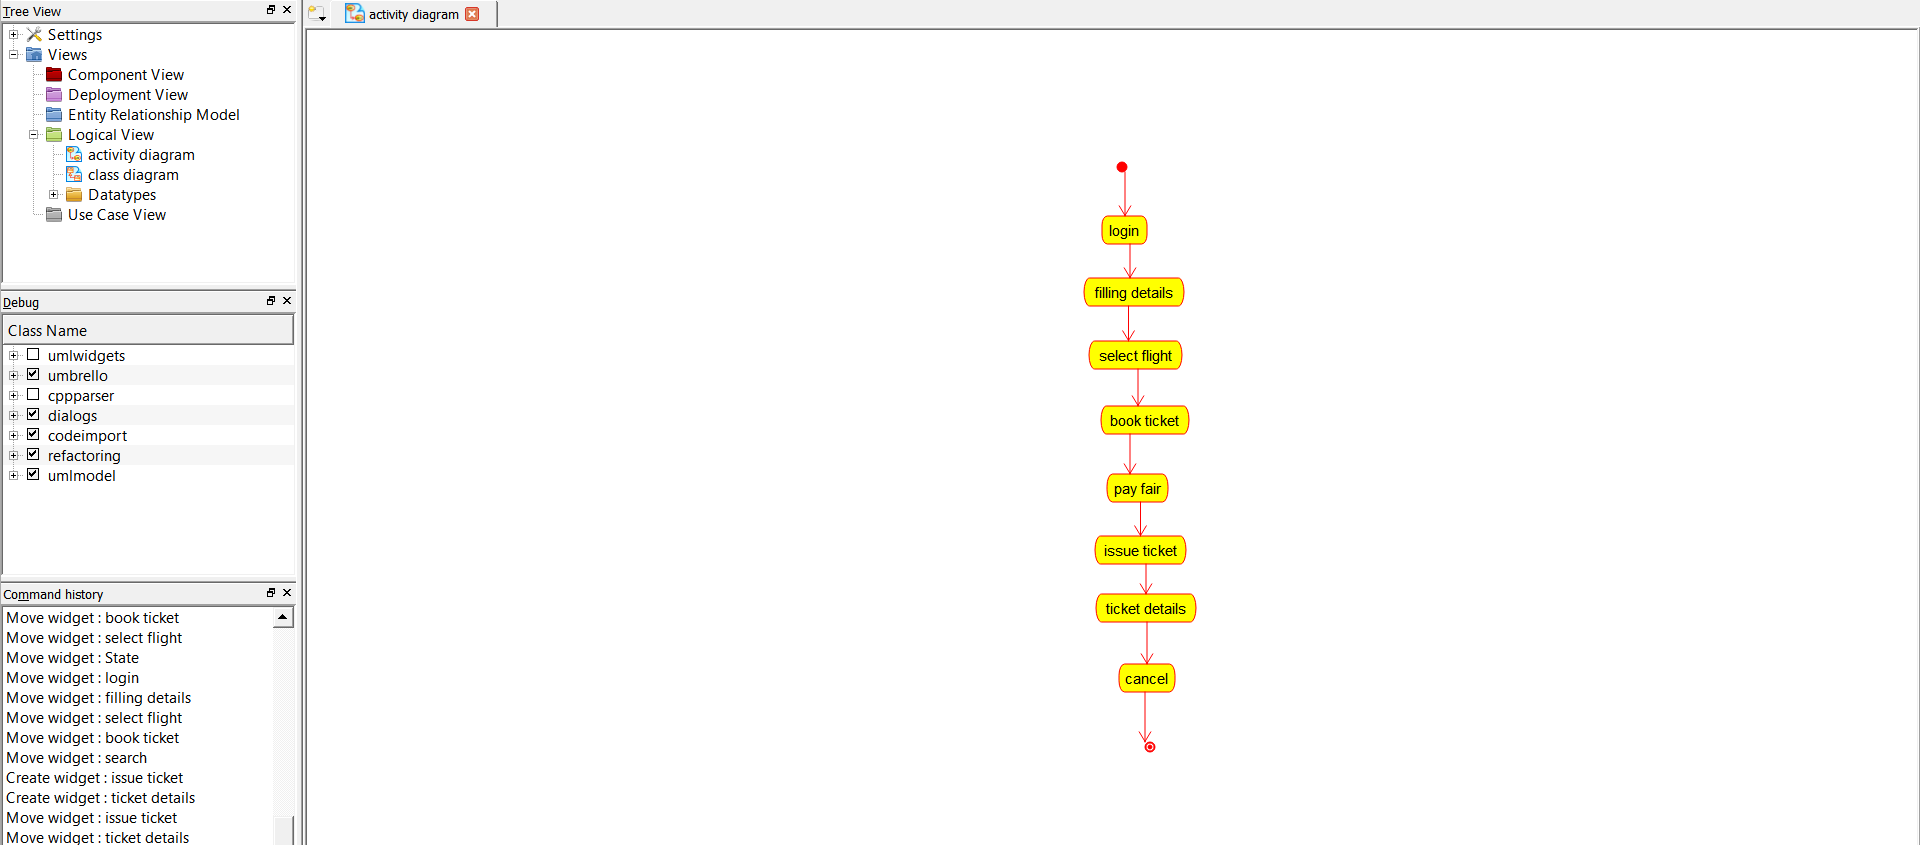 Tree View
Settings
Views
Component View
Deployment View
Entity Relationship Model
Logical View
activity diagram
class diagram
Datatypes
Use Case View
Debug
Class Name
umlwidgets
umbrello
cppparser
dialogs
codeimport
refactoring
umlmodel
Command history
Move widget : book ticket
Move widget : select flight
Move widget : State
Move widget : login
Move widget : filling details
Move widget : select flight
Move widget : book ticket
Move widget : search
Create widget : issue ticket
Create widget : ticket details
Move widget : issue ticket
Move widget : ticket details
activity diagram
login
filling details
select flight
book ticket
pay fair
issue ticket
ticket details
cancel